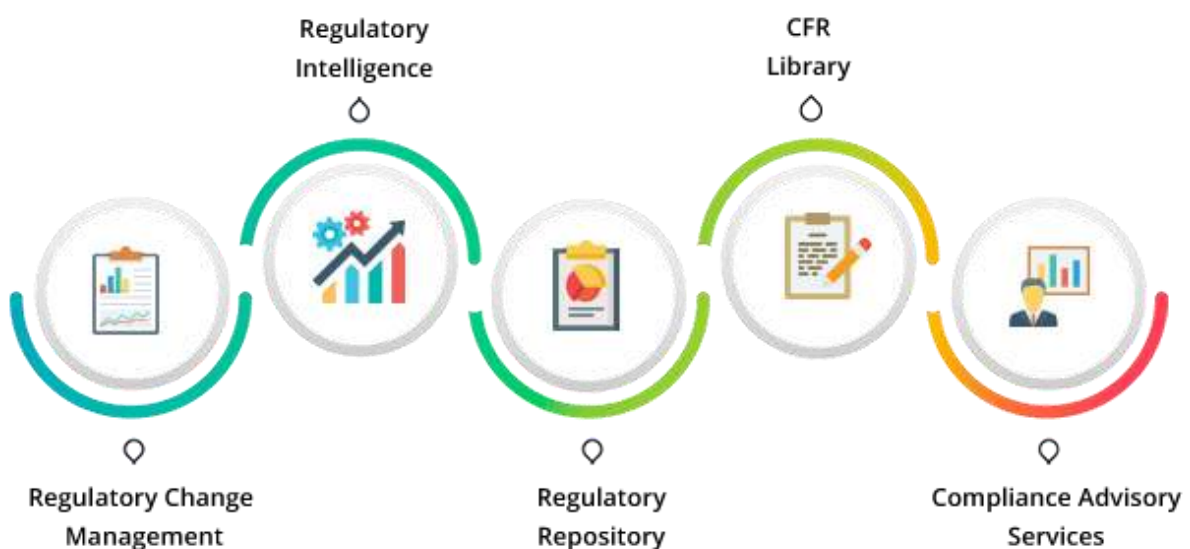 Regulatory
Intelligence
CFR
Library
Regulatory Change
Management
Regulatory
Repository
Compliance Advisory
Services